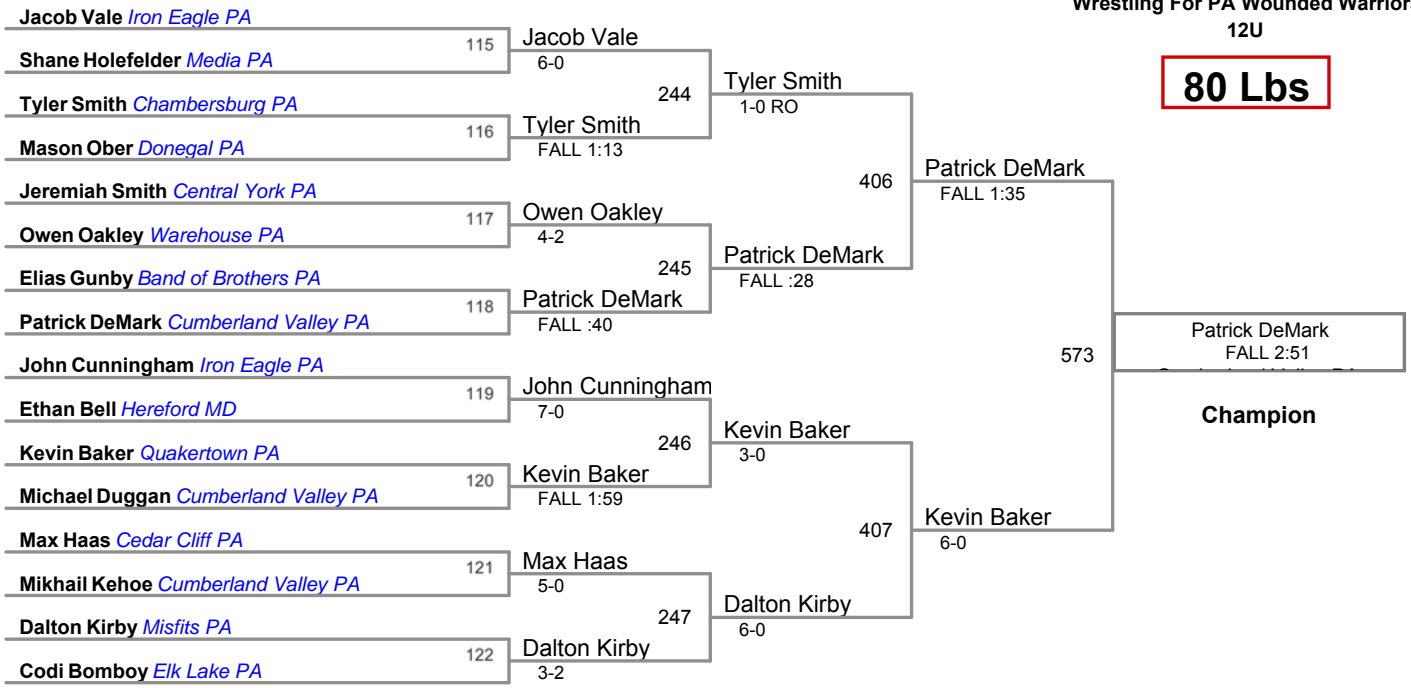 Wrestling For PA Wounded Warriors
12U
80 Lbs
Jacob Vale Iron Eagle PA
Shane Holefelder Media PA
Tyler Smith Chambersburg PA
Mason Ober Donegal PA
Jeremiah Smith Central York PA
Owen Oakley Warehouse PA
Elias Gunby Band of Brothers PA
Patrick DeMark Cumberland Valley PA
John Cunningham Iron Eagle PA
Ethan Bell Hereford MD
Kevin Baker Quakertown PA
Michael Duggan Cumberland Valley PA
Max Haas Cedar Cliff PA
Mikhail Kehoe Cumberland Valley PA
Dalton Kirby Misfits PA
Codi Bomboy Elk Lake PA
115
Jacob Vale
6-0
116
Tyler Smith
FALL 1:13
117
Owen Oakley
4-2
118
Patrick DeMark
FALL :40
119
John Cunningham
7-0
120
Kevin Baker
FALL 1:59
121
Max Haas
5-0
122
Dalton Kirby
3-2
244
Tyler Smith
1-0 RO
245
Patrick DeMark
FALL :28
246
Kevin Baker
3-0
247
Dalton Kirby
6-0
406
Patrick DeMark
FALL 1:35
407
Kevin Baker
6-0
573
Patrick DeMark
FALL 2:51
Champion